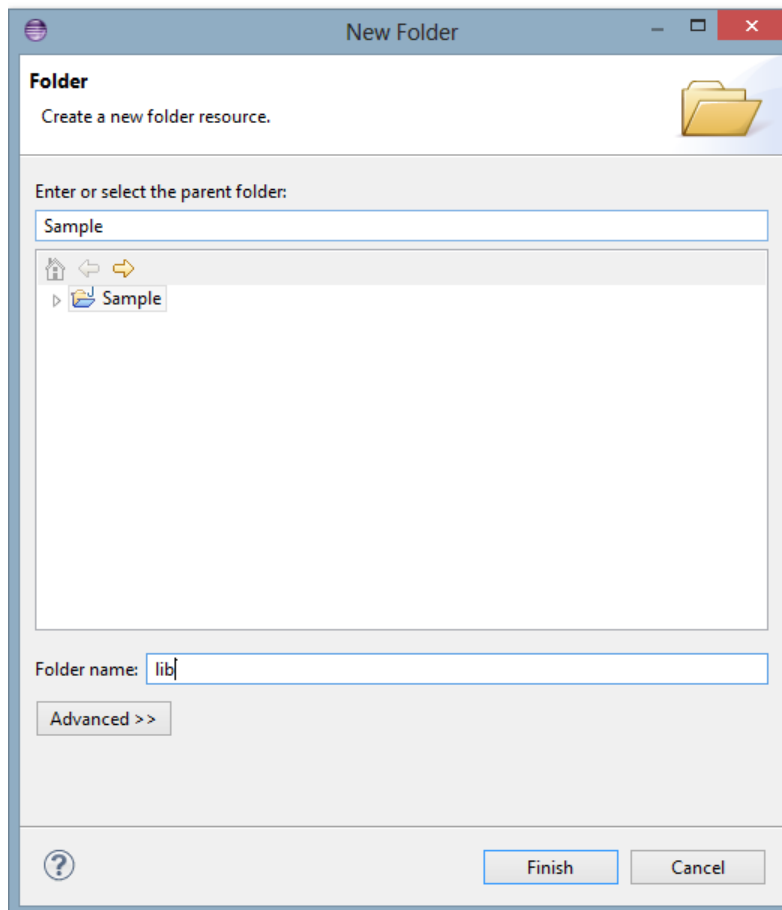 New Folder
Folder
Create a new folder resource.
Enter or select the parent folder:
Sample
Sample
Folder name: lib
Advanced >>
Finish Cancel